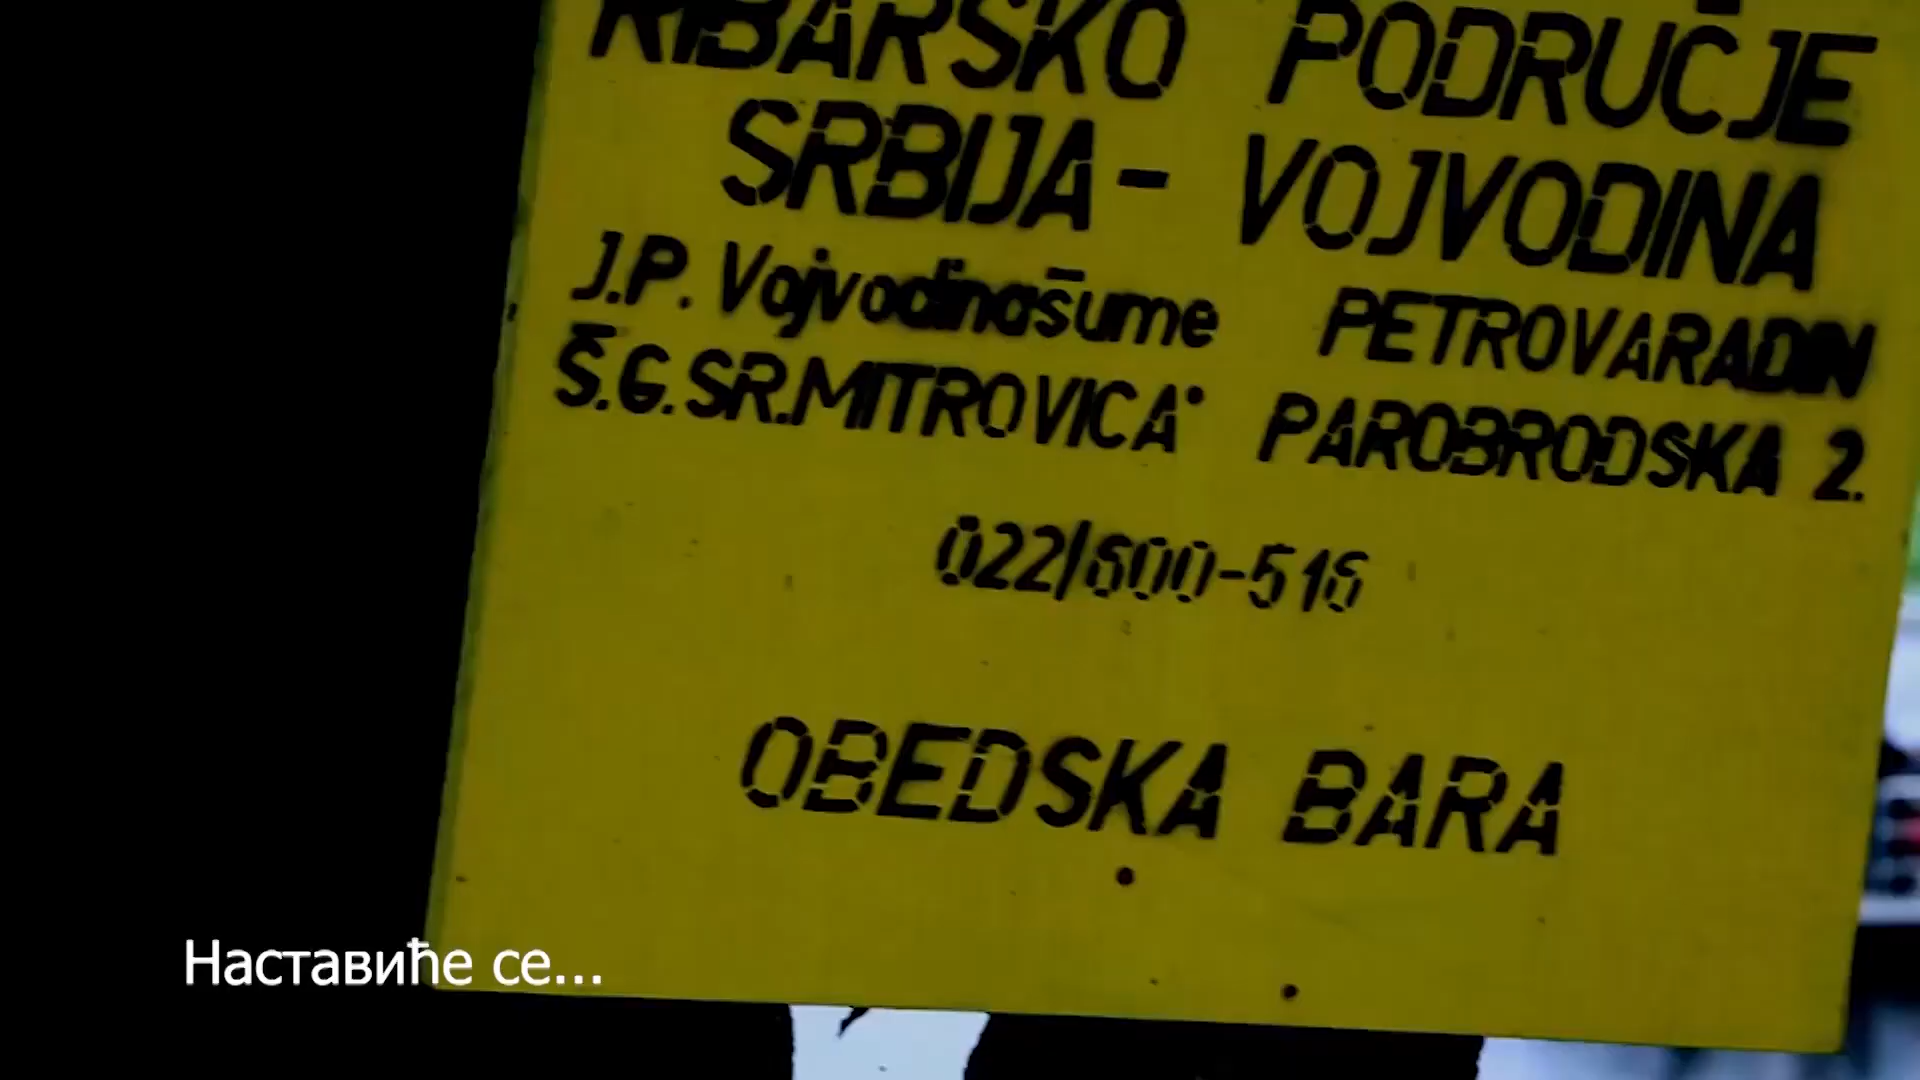 RIBARSKO PODRUČJE
SRBIJA - VOJVODINA
J.P. Vojvodinašume PETROVARADIN
Š.G. SR. MITROVICA PAROBRODSKA 2.
022/600-516
OBEDSKA BARA
Наставиће се...